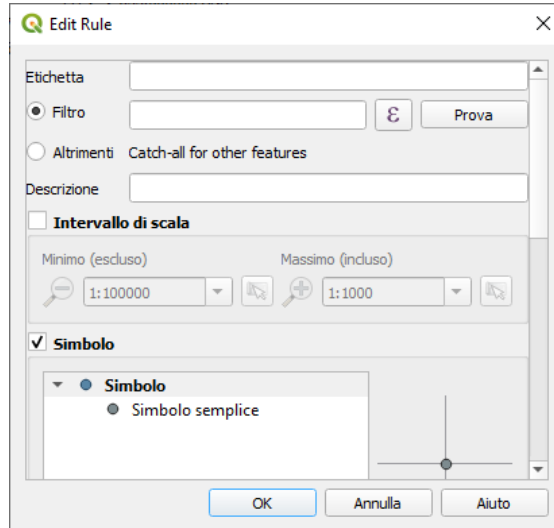 Edit Rule
Etichetta
Filtro
ε
Prova
Altrimenti Catch-all for other features
Descrizione
Intervallo di scala
Minimo (escluso) Massimo (incluso)
1:100000 1:1000
Simbolo
Simbolo
Simbolo semplice
OK Annulla Aiuto